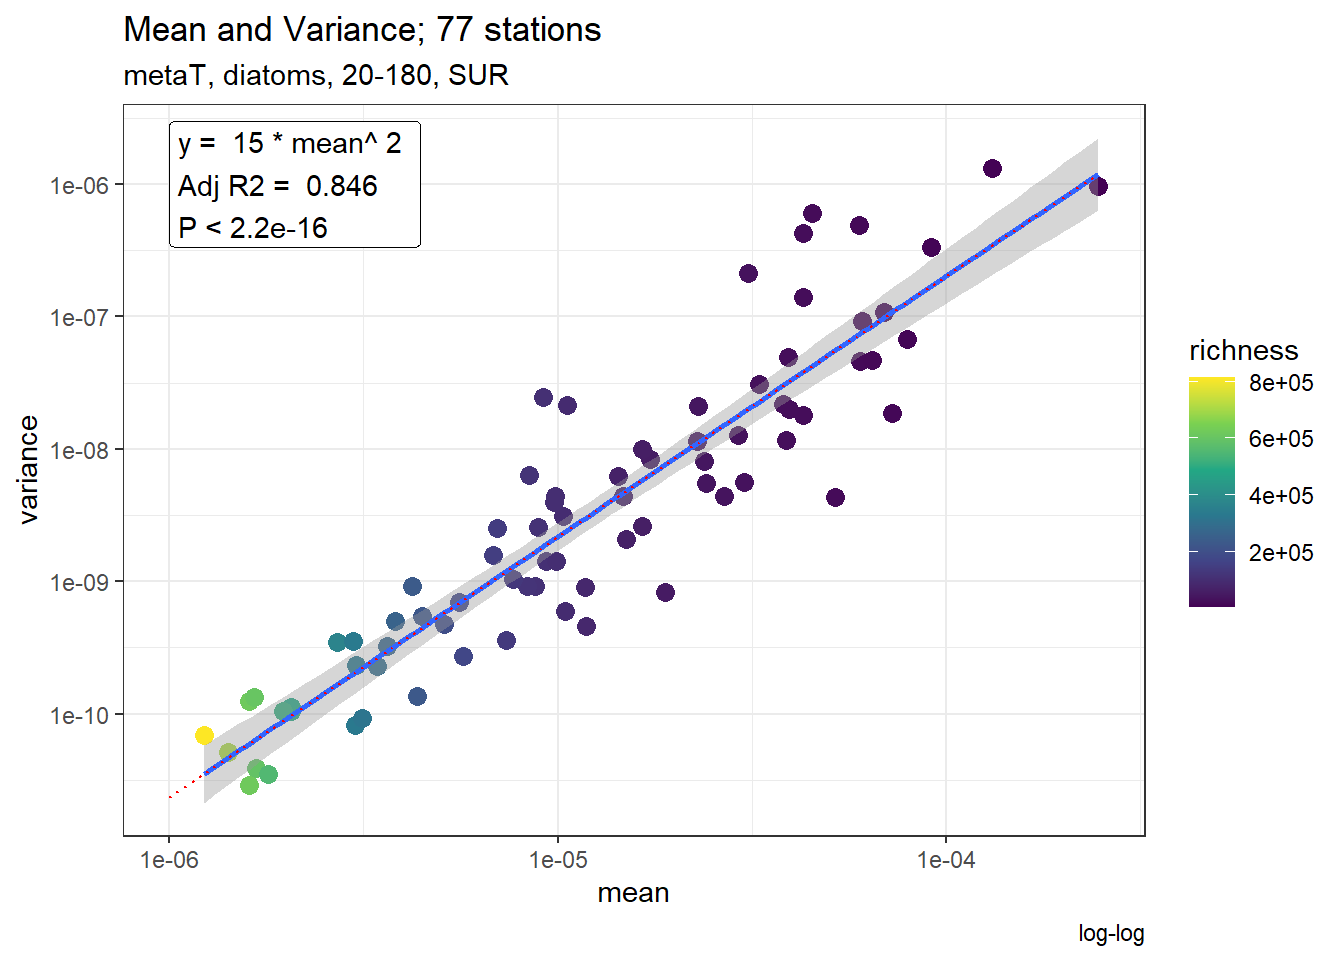 Mean and Variance; 77 stations
metaT, diatoms, 20-180, SUR
y =  15 * mean^ 2
Adj R2 =  0.846
P < 2.2e-16
variance
1e-06
1e-07
1e-08
1e-09
1e-10
1e-06
1e-05
1e-04
mean
richness
8e+05
6e+05
4e+05
2e+05
log-log